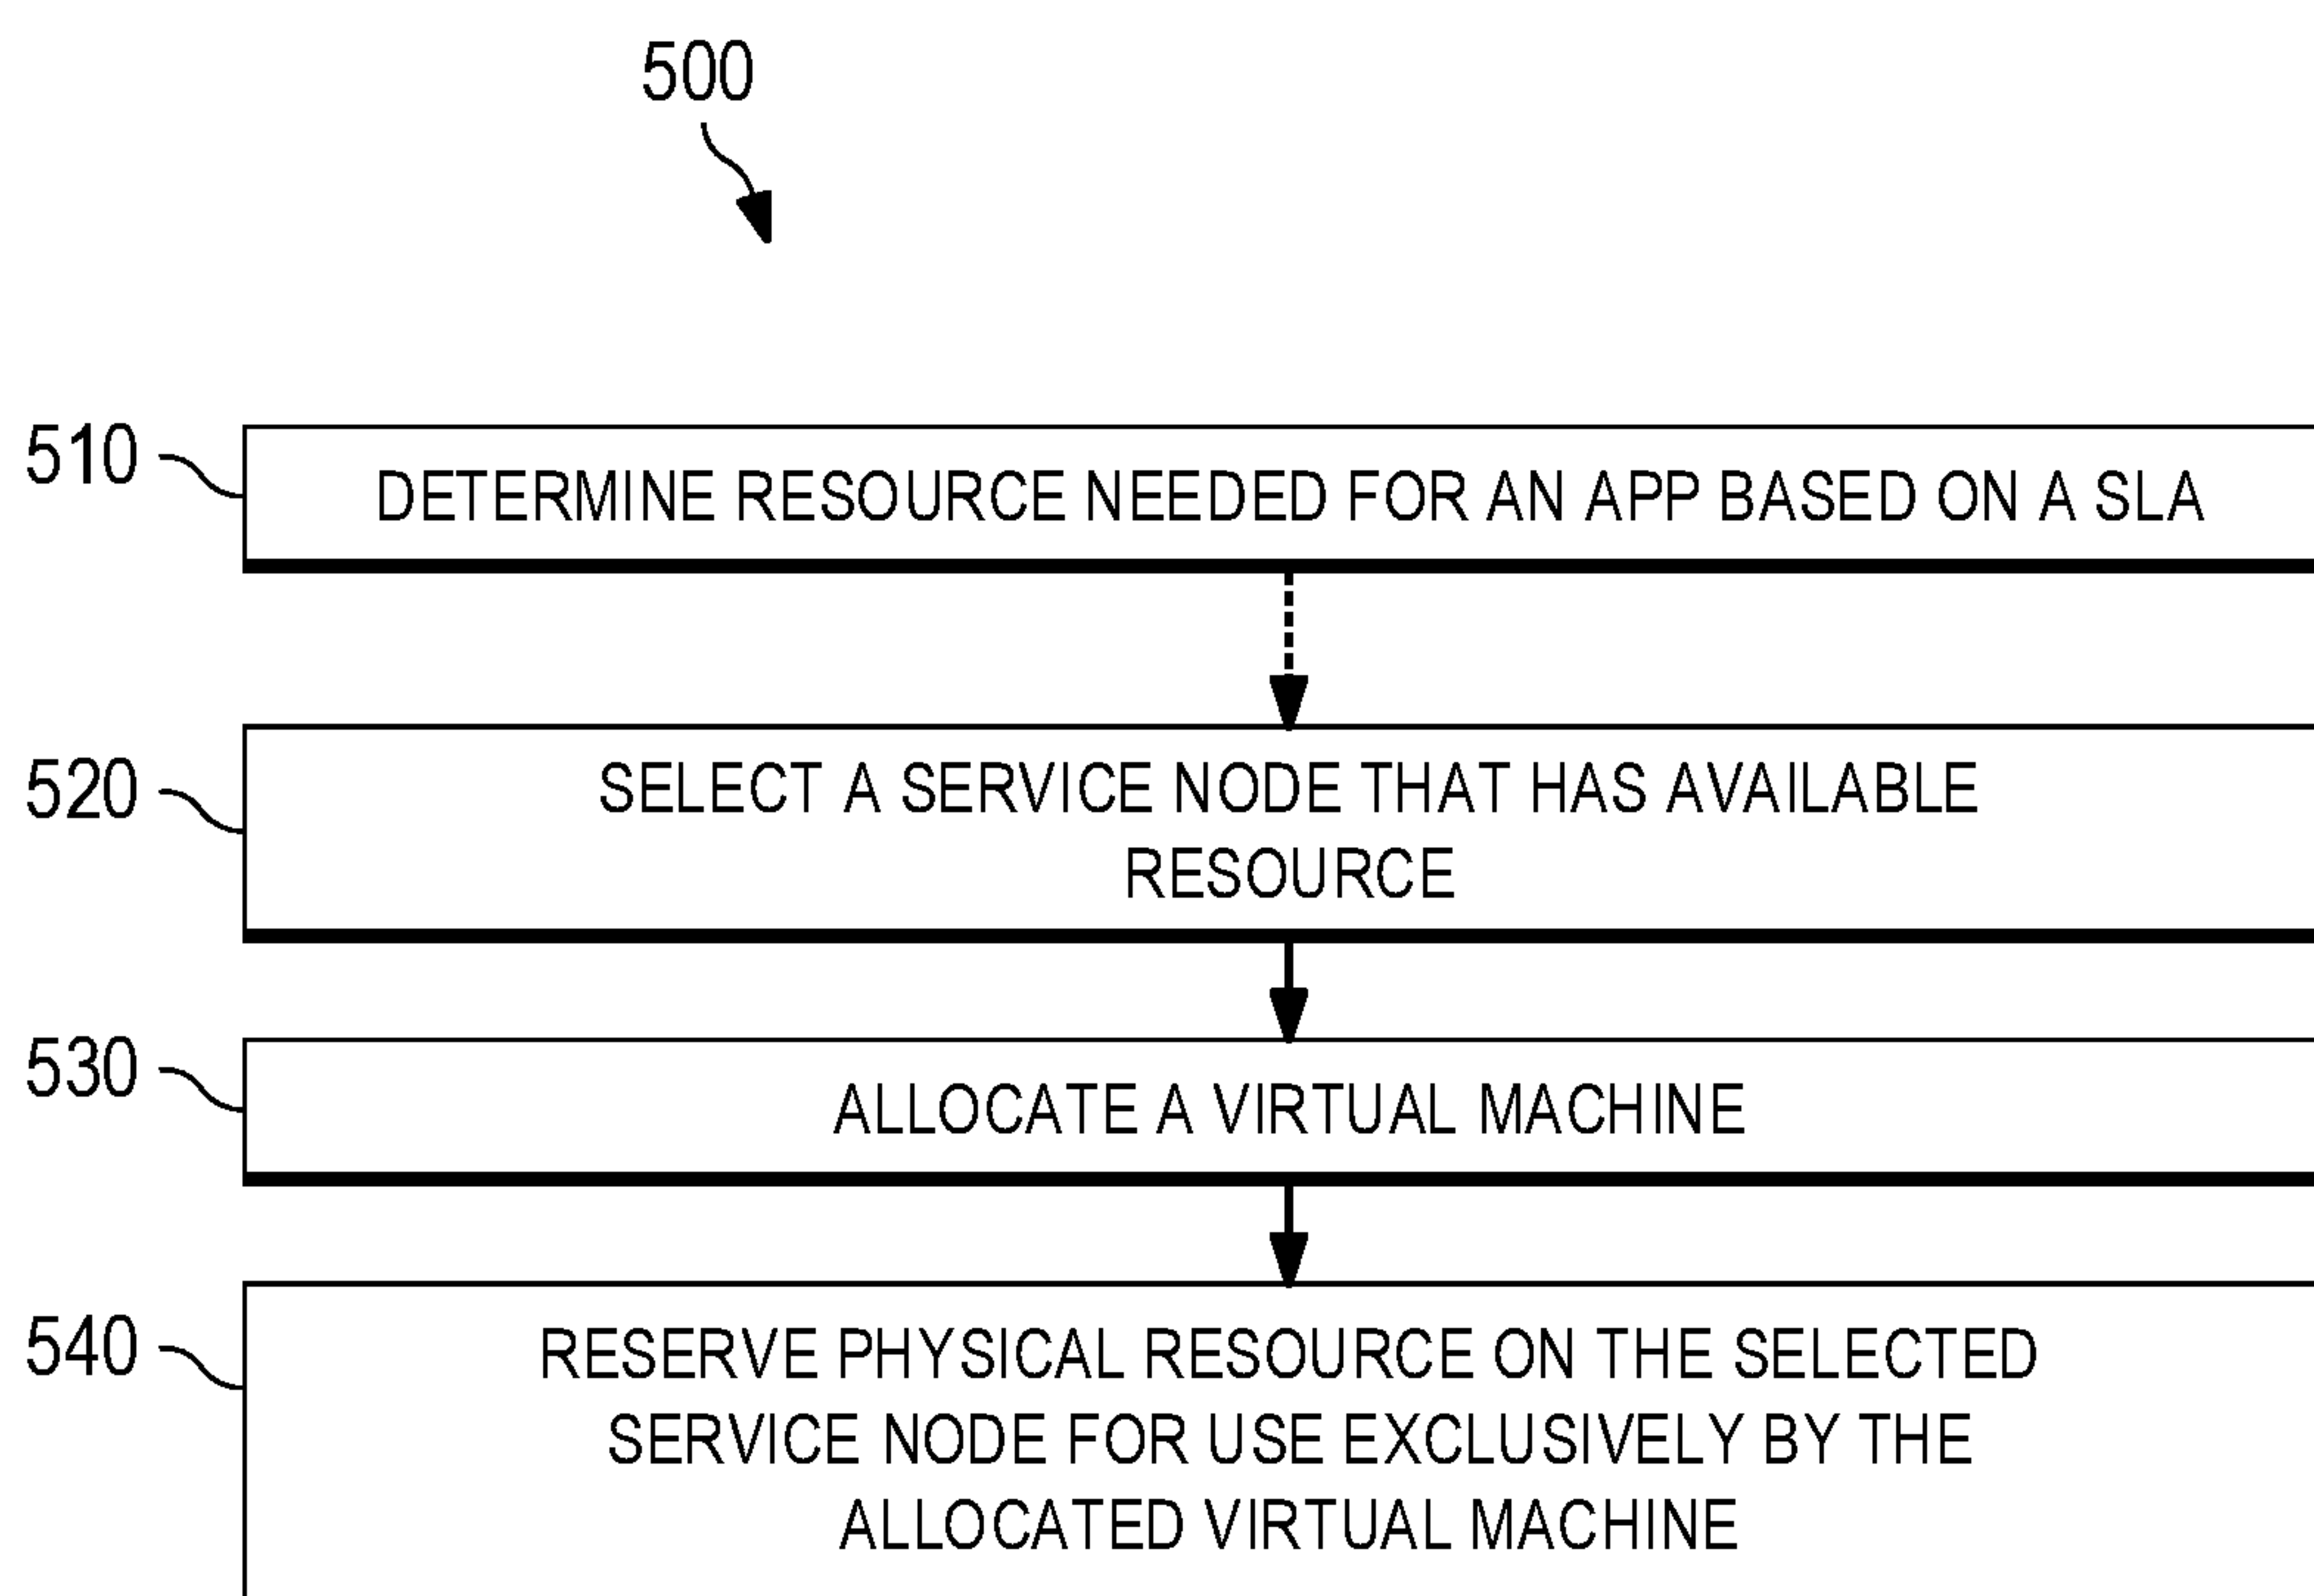 500
510
DETERMINE RESOURCE NEEDED FOR AN APP BASED ON A SLA
520
SELECT A SERVICE NODE THAT HAS AVAILABLE
RESOURCE
530
ALLOCATE A VIRTUAL MACHINE
540
RESERVE PHYSICAL RESOURCE ON THE SELECTED
SERVICE NODE FOR USE EXCLUSIVELY BY THE
ALLOCATED VIRTUAL MACHINE